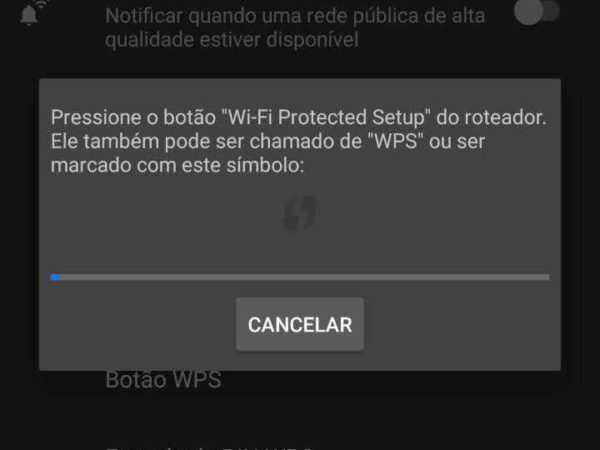 Notificar quando uma rede pública de alta
qualidade estiver disponível
Pressione o botão "Wi-Fi Protected Setup" do roteador.
Ele também pode ser chamado de "WPS" ou ser
marcado com este símbolo:
CANCELAR
Botão WPS